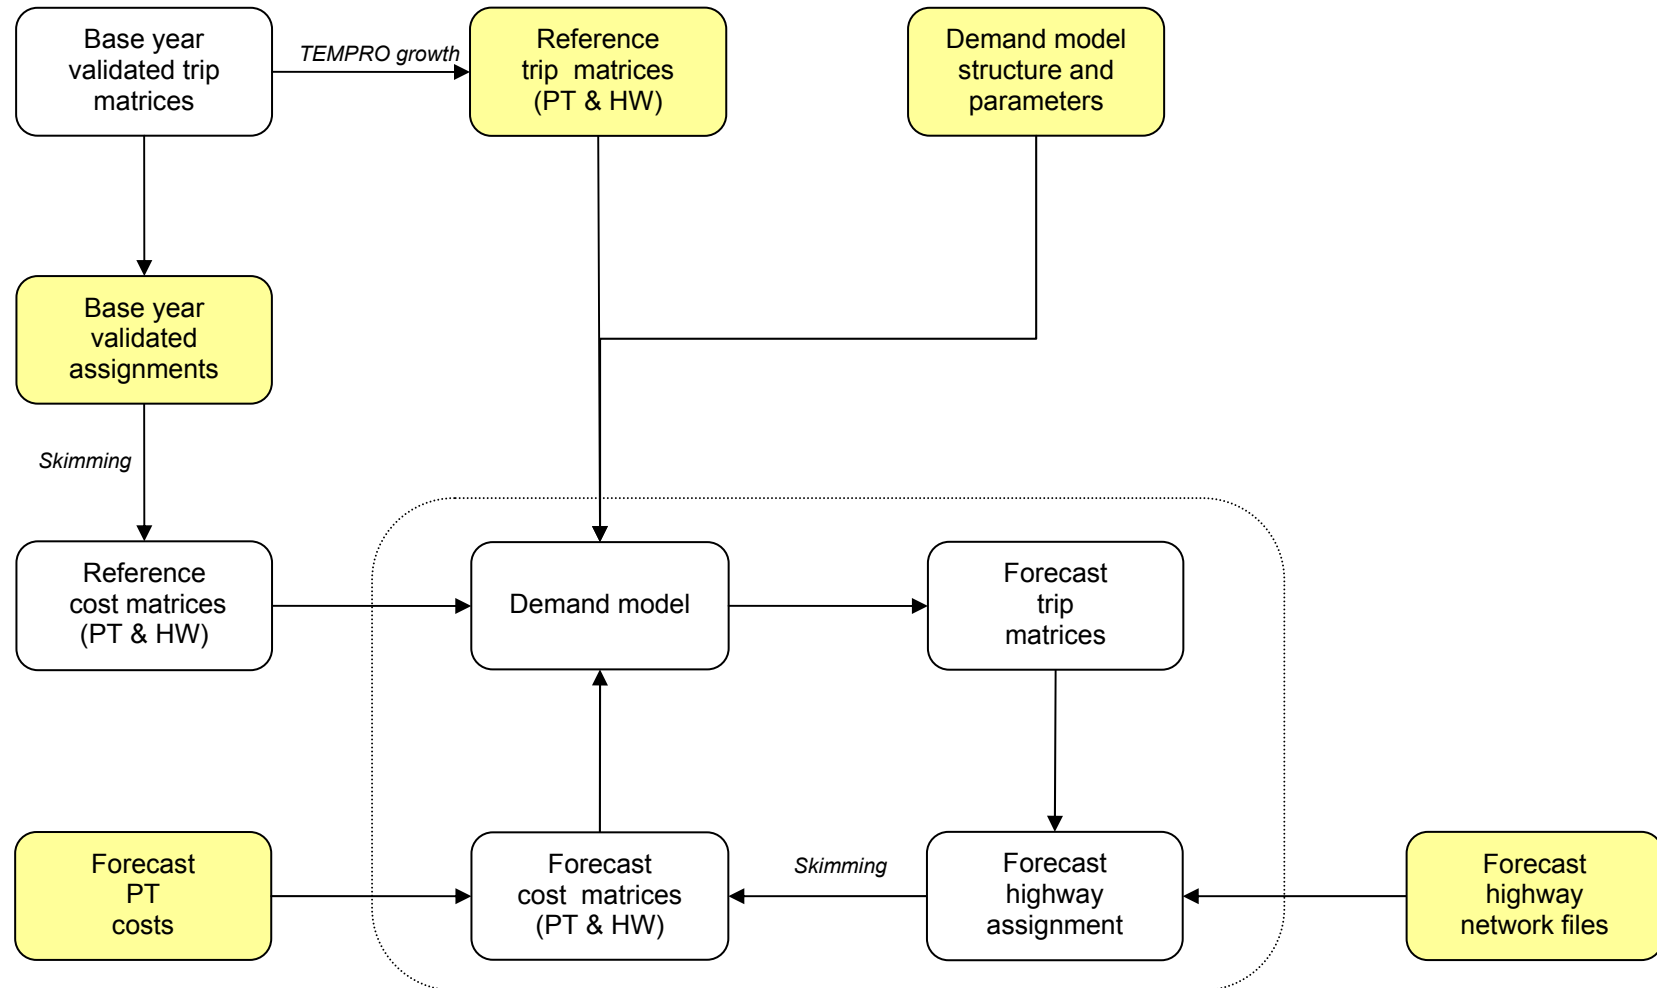 Base year
validated trip
matrices
TEMPRO growth
Reference
trip matrices
(PT & HW)
Demand model
structure and
parameters
Base year
validated
assignments
Skimming
Reference
cost matrices
(PT & HW)
Demand model
Forecast
trip
matrices
Forecast
PT
costs
Forecast
cost matrices
(PT & HW)
Skimming
Forecast
highway
assignment
Forecast
highway
network files